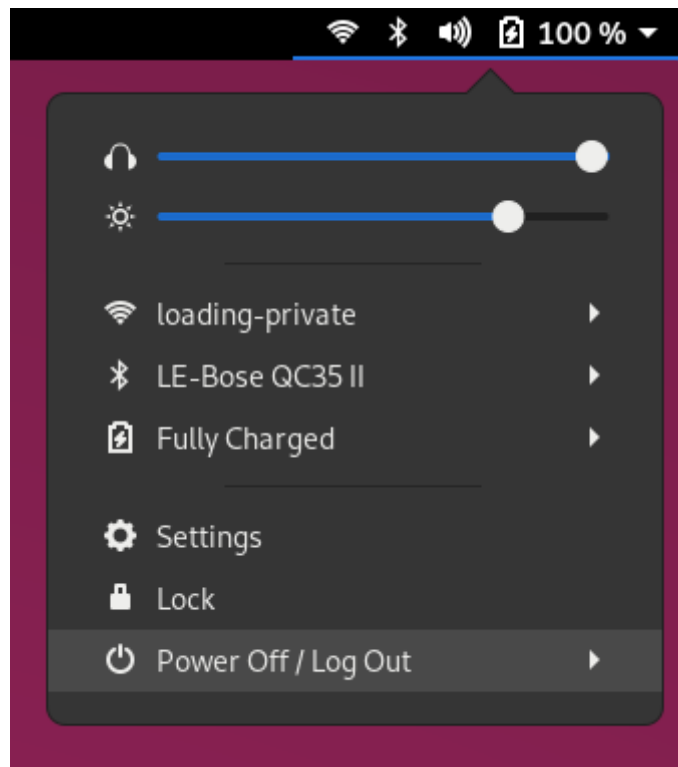 100 %
loading-private
LE-Bose QC35 II
Fully Charged
Settings
Lock
Power Off / Log Out